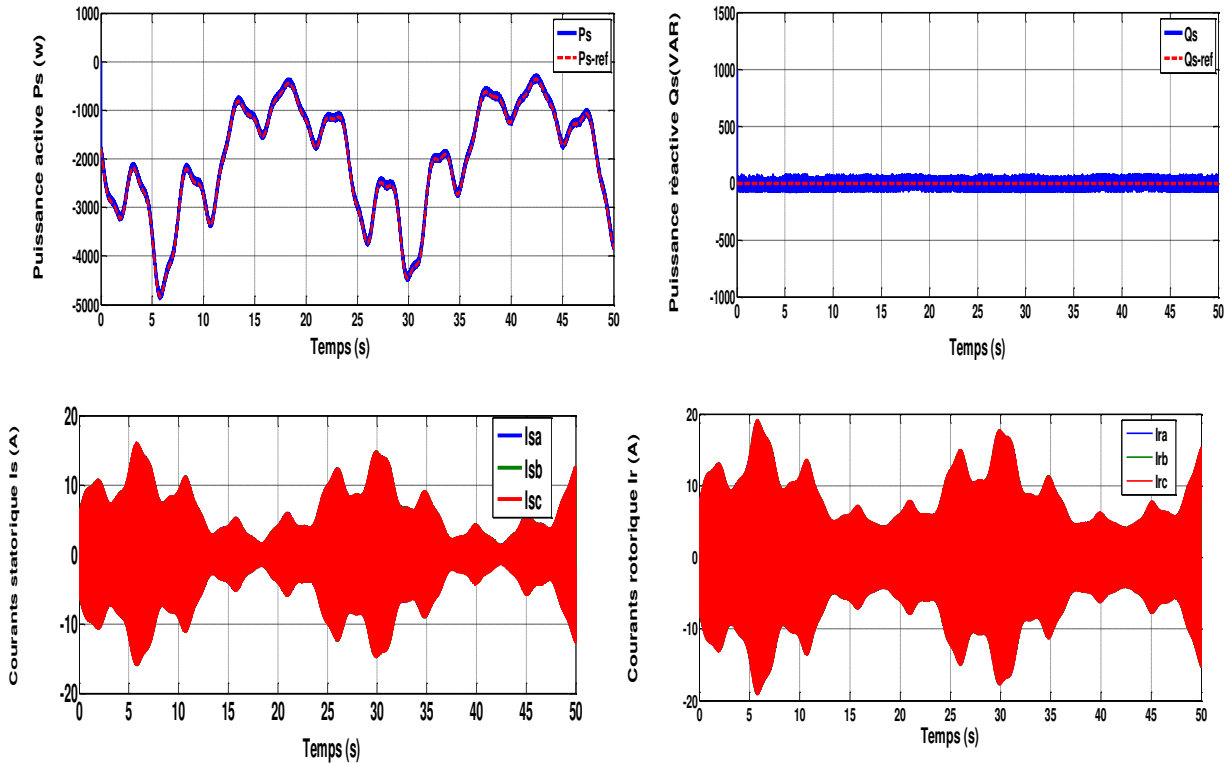 Puissance active Ps (w)
1000
0
-1000
-2000
-3000
-4000
-5000
Ps
Ps-ref
0 5 10 15 20 25 30 35 40 45 50
Temps (s)
Puissance rèactive Qs(VAR)
1500
1000
500
0
-500
-1000
Qs
Qs-ref
0 5 10 15 20 25 30 35 40 45 50
Temps (s)
Courants statorique Is (A)
20
10
0
-10
-20
Isa
Isb
Isc
0 5 10 15 20 25 30 35 40 45 50
Temps (s)
Courants rotorique Ir (A)
20
10
0
-10
-20
Ira
Irb
Irc
0 5 10 15 20 25 30 35 40 45 50
Temps (s)